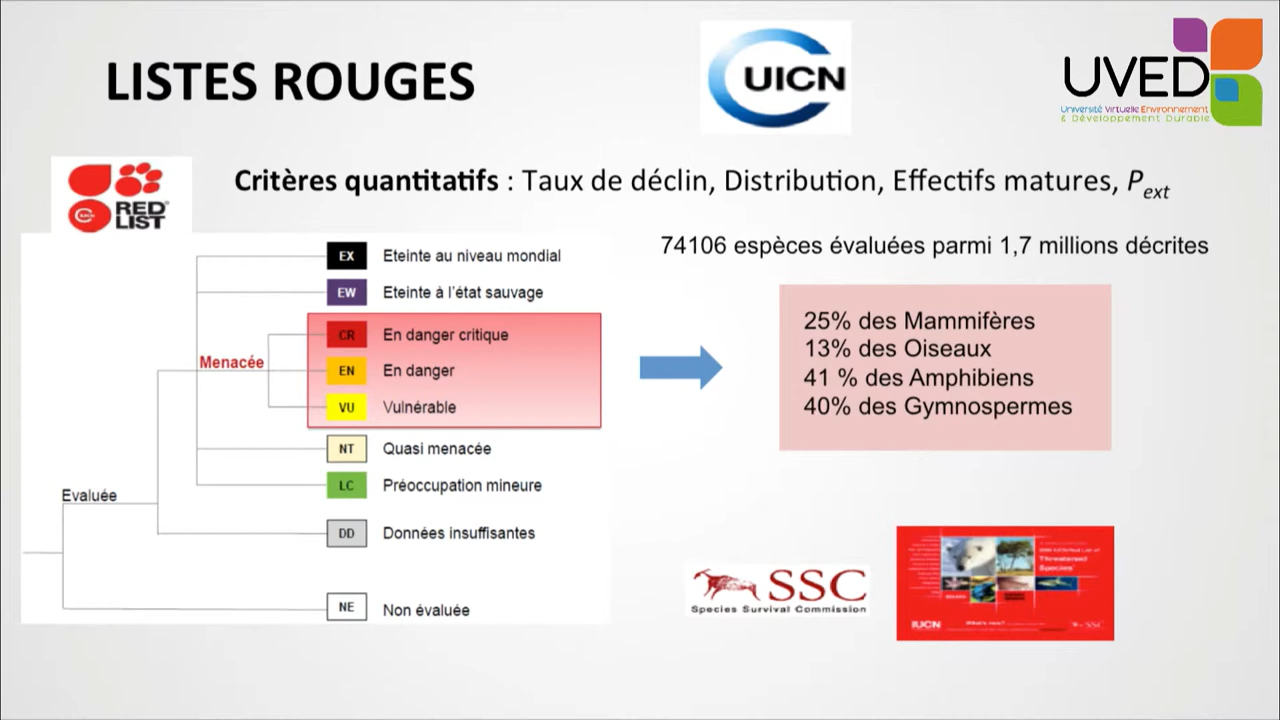 LISTES ROUGES
UICN
UVED
Université Virtuelle Environnement
& Développement Durable
RED
LIST
Critères quantitatifs : Taux de déclin, Distribution, Effectifs matures, Pext
74106 espèces évaluées parmi 1,7 millions décrites
EX Eteinte au niveau mondial
EW Eteinte à l'état sauvage
CR En danger critique
Menacée
EN En danger
VU Vulnérable
NT Quasi menacée
LC Préoccupation mineure
Evaluée
DD Données insuffisantes
NE Non évaluée
25% des Mammifères
13% des Oiseaux
41 % des Amphibiens
40% des Gymnospermes
SSC
Species Survival Commission
Threatened
Species
IUCN
What's new?
SSC